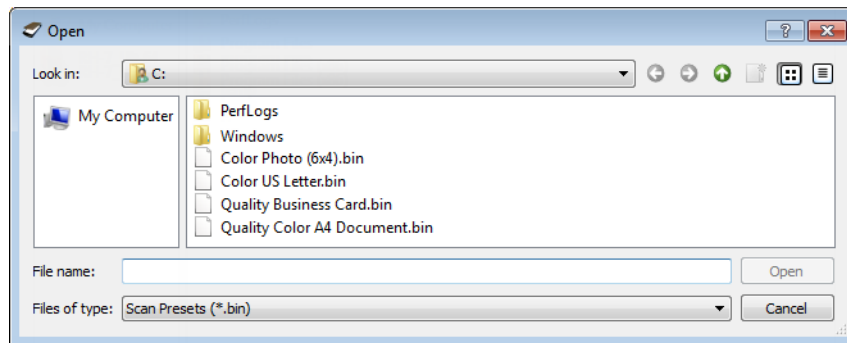 Open
Look in: C:
My Computer
PerfLogs
Windows
Color Photo (6x4).bin
Color US Letter.bin
Quality Business Card.bin
Quality Color A4 Document.bin
File name: Open
Files of type: Scan Presets (*.bin) Cancel